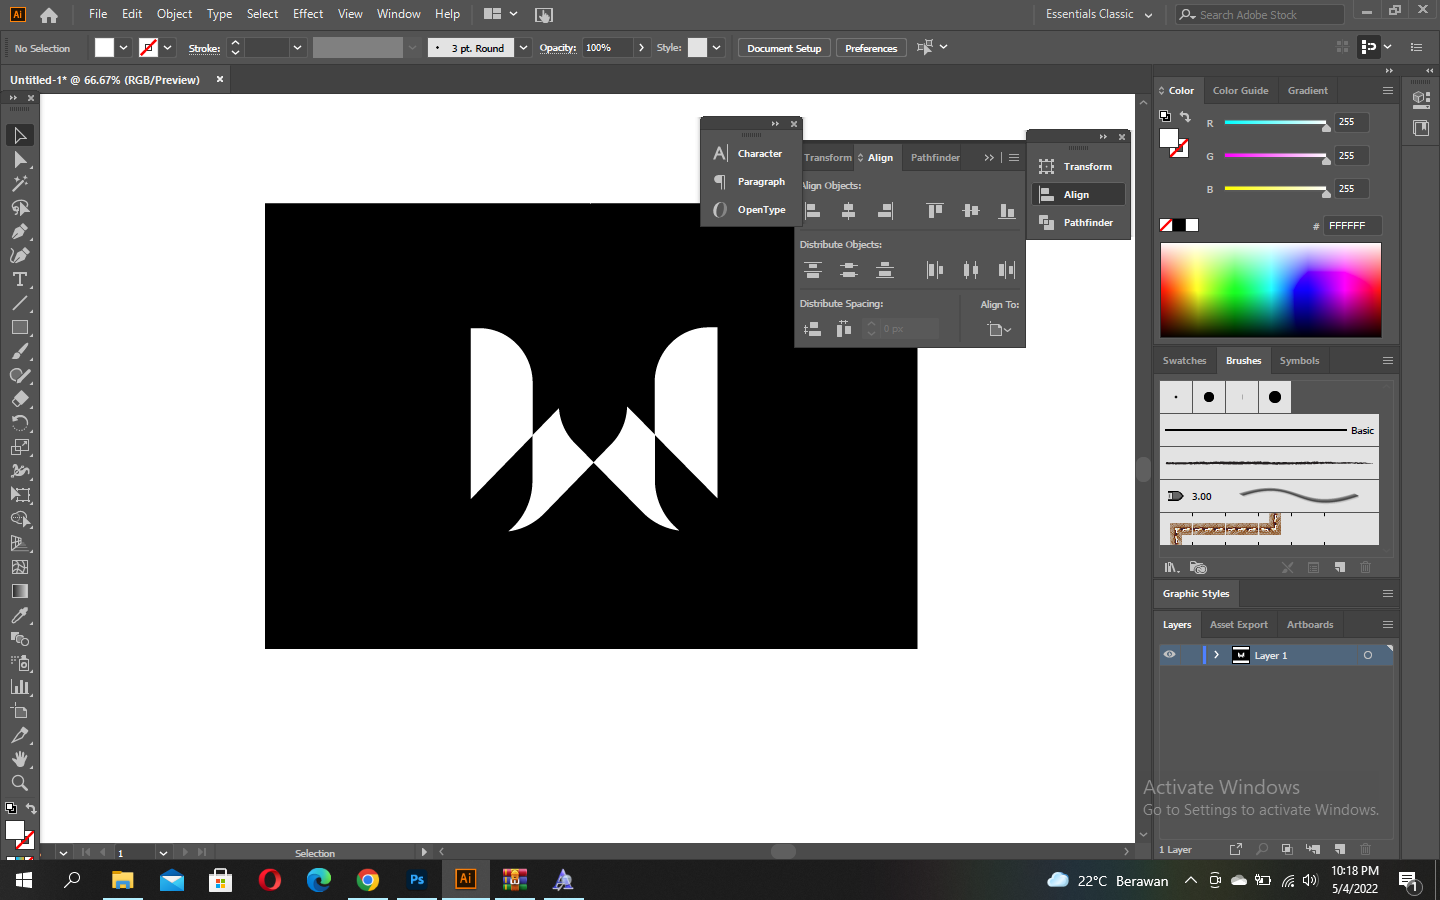 Ai File Edit Object Type Select Effect View Window Help Essentials Classic Search Adobe Stock
No Selection Stroke: 3 pt. Round Opacity: 100% Style: Document Setup Preferences
Untitled-1* @ 66.67% (RGB/Preview)
Character
Paragraph
OpenType
Transform Align Pathfinder
Align Objects:
Distribute Objects:
Distribute Spacing: Align To:
0 px
Transform
Align
Pathfinder
Color Color Guide Gradient
R 255
G 255
B 255
# FFFFFF
Swatches Brushes Symbols
Basic
3.00
Graphic Styles
Layers Asset Export Artboards
Layer 1
Activate Windows
Go to Settings to activate Windows.
1 Layer
1 Selection
Ps Ai
22°C Berawan
10:18 PM
5/4/2022
1